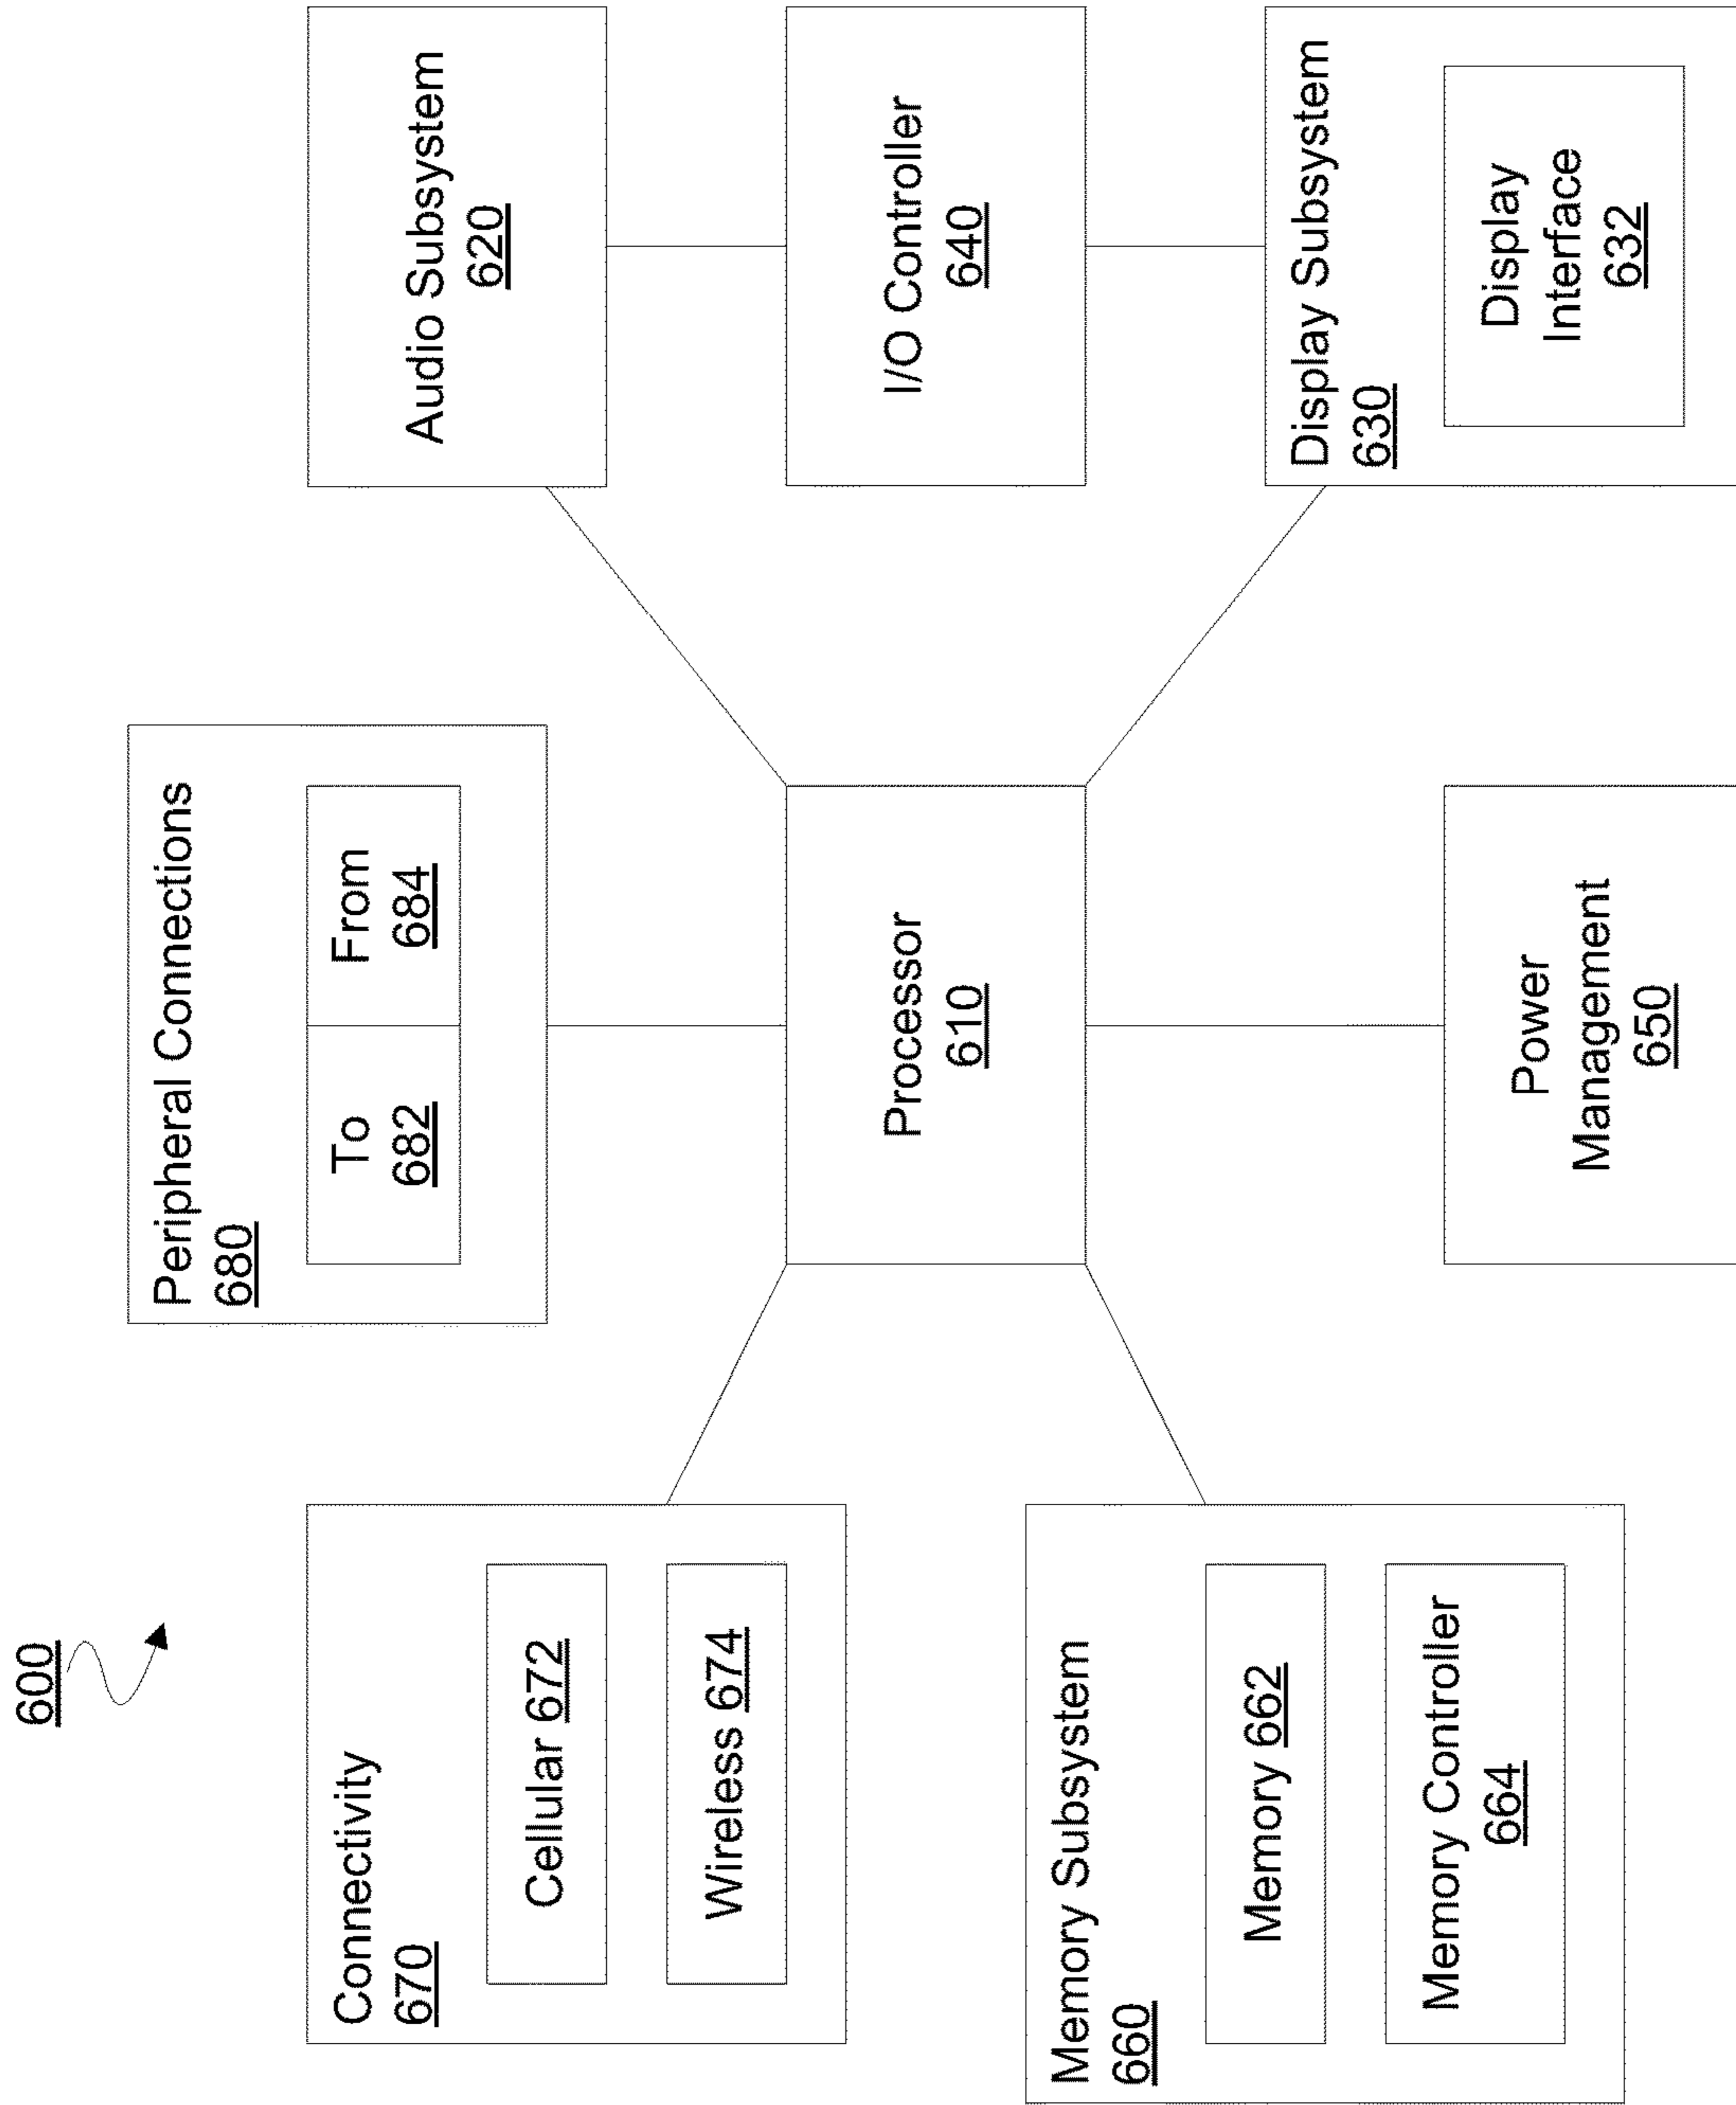 600
Peripheral Connections
680
To
682
From
684
Connectivity
670
Cellular 672
Wireless 674
Audio Subsystem
620
Processor
610
I/O Controller
640
Memory Subsystem
660
Memory 662
Memory Controller
664
Power
Management
650
Display Subsystem
630
Display
Interface
632